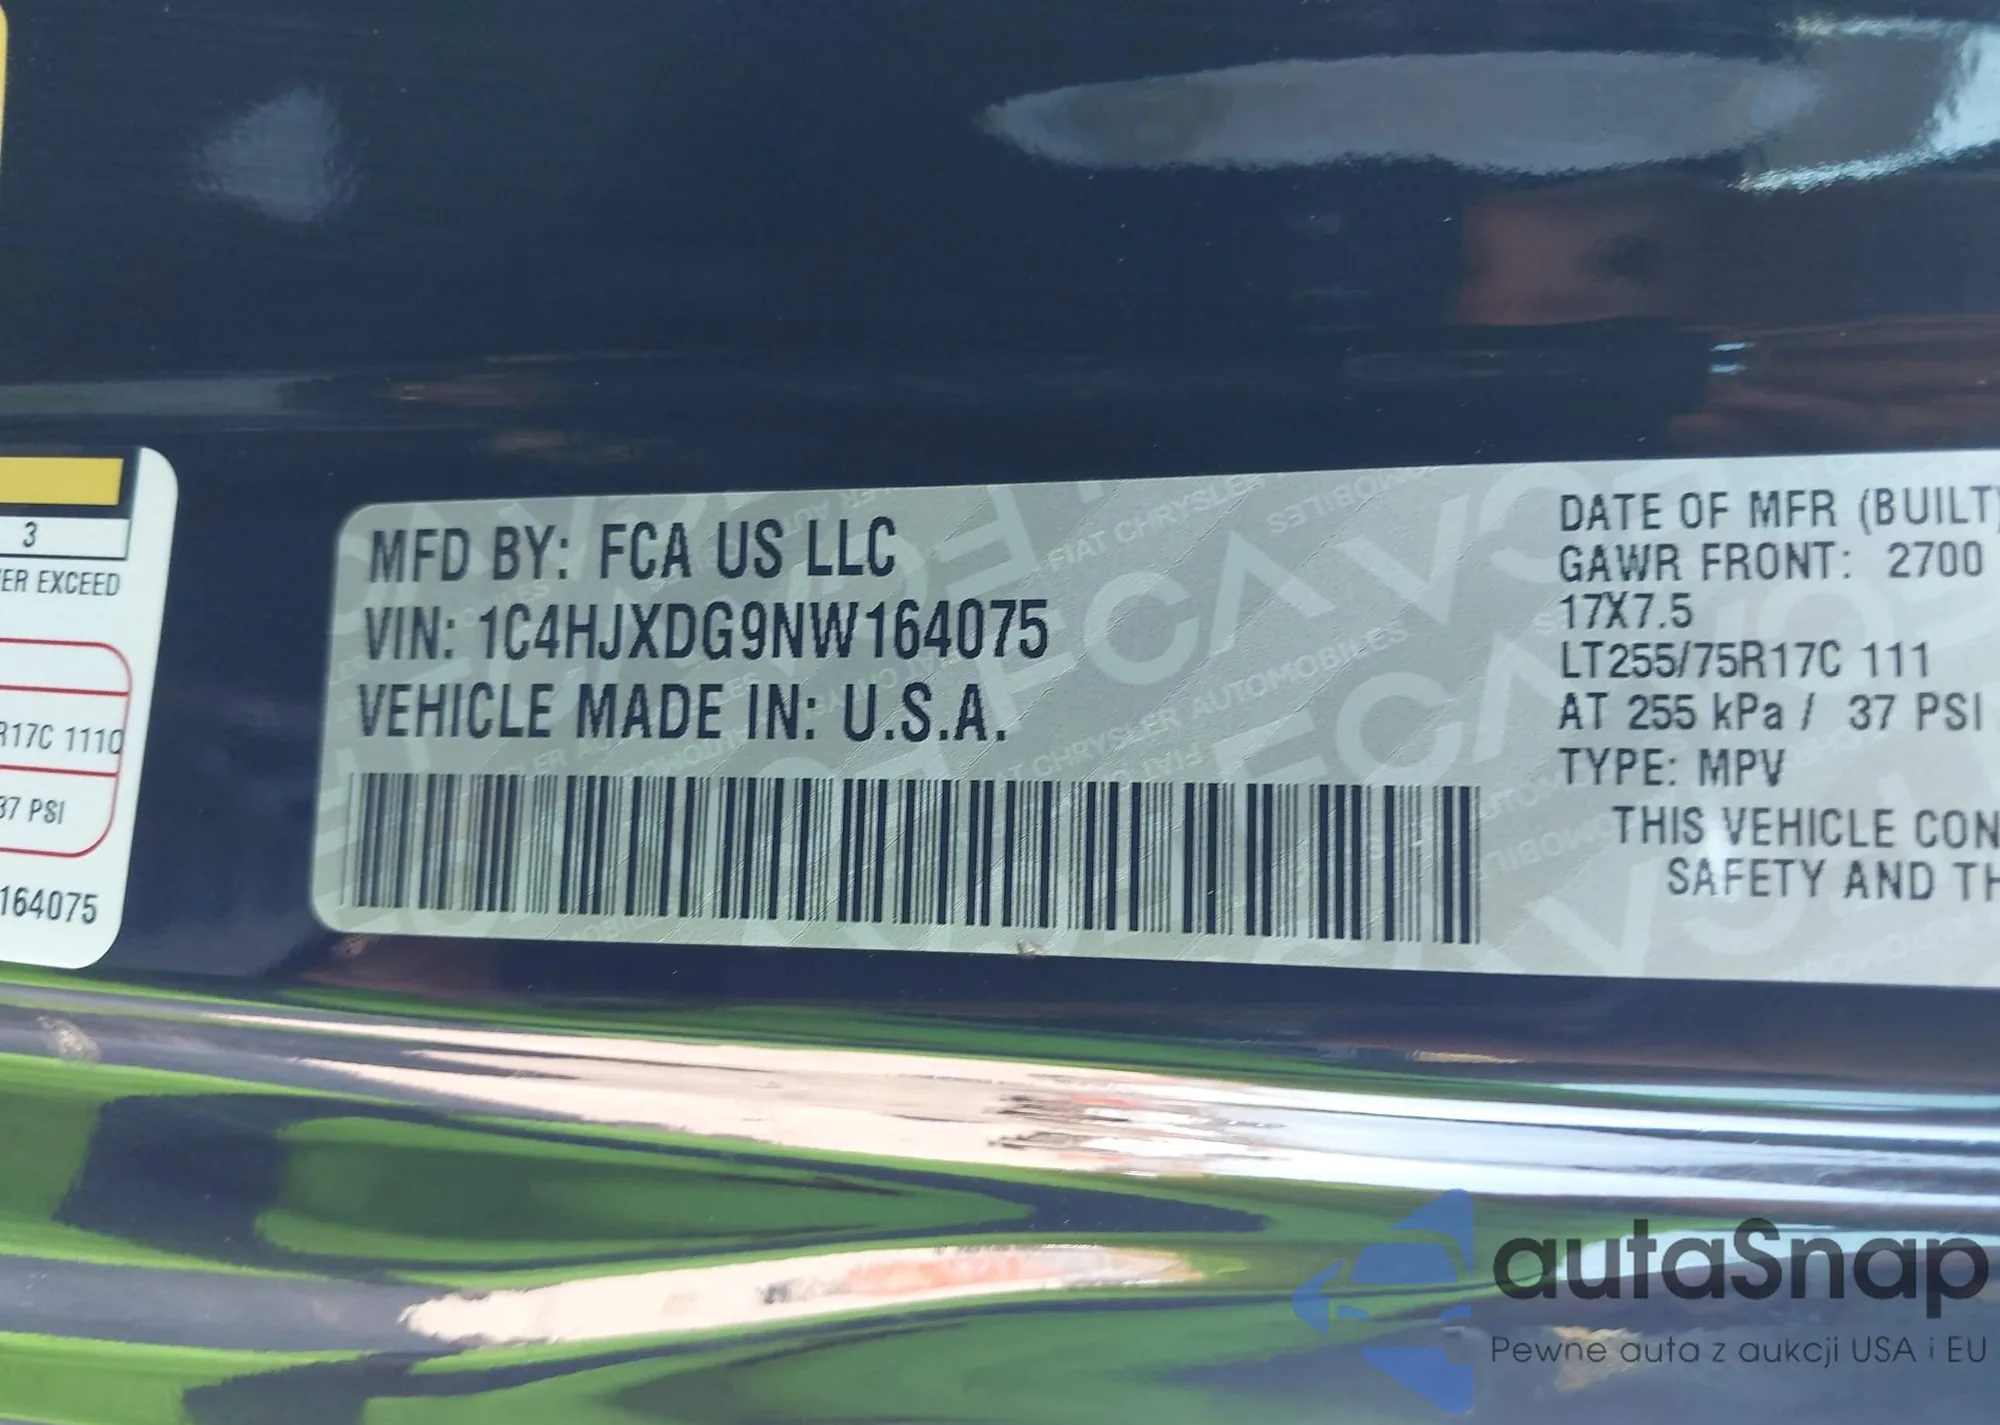 3
ER EXCEED
R17C 111C
37 PSI
164075
MFD BY: FCA US LLC
VIN: 1C4HJXDG9NW164075
VEHICLE MADE IN: U.S.A.
DATE OF MFR (BUILT)
GAWR FRONT: 2700
17X7.5
LT255/75R17C 111
AT 255 kPa / 37 PSI
TYPE: MPV
THIS VEHICLE CON
SAFETY AND TH
autaSnap
Pewne auta z aukcji USA i EU